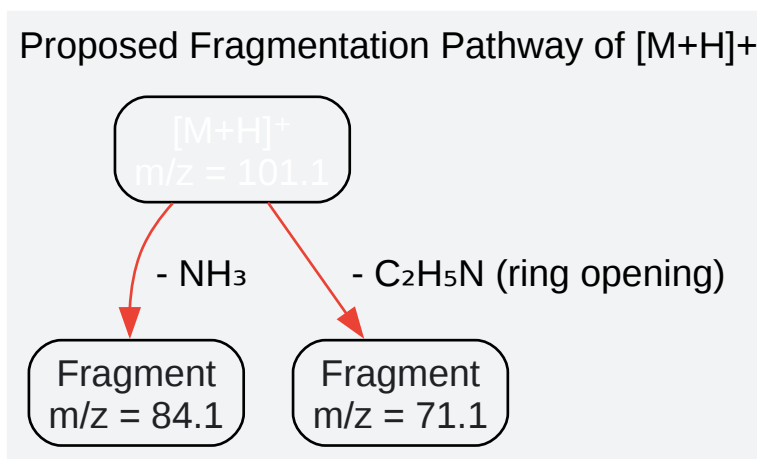 Proposed Fragmentation Pathway of [M+H]+
[M+H]⁺
m/z = 101.1
- NH₃
- C₂H₅N (ring opening)
Fragment
m/z = 84.1
Fragment
m/z = 71.1